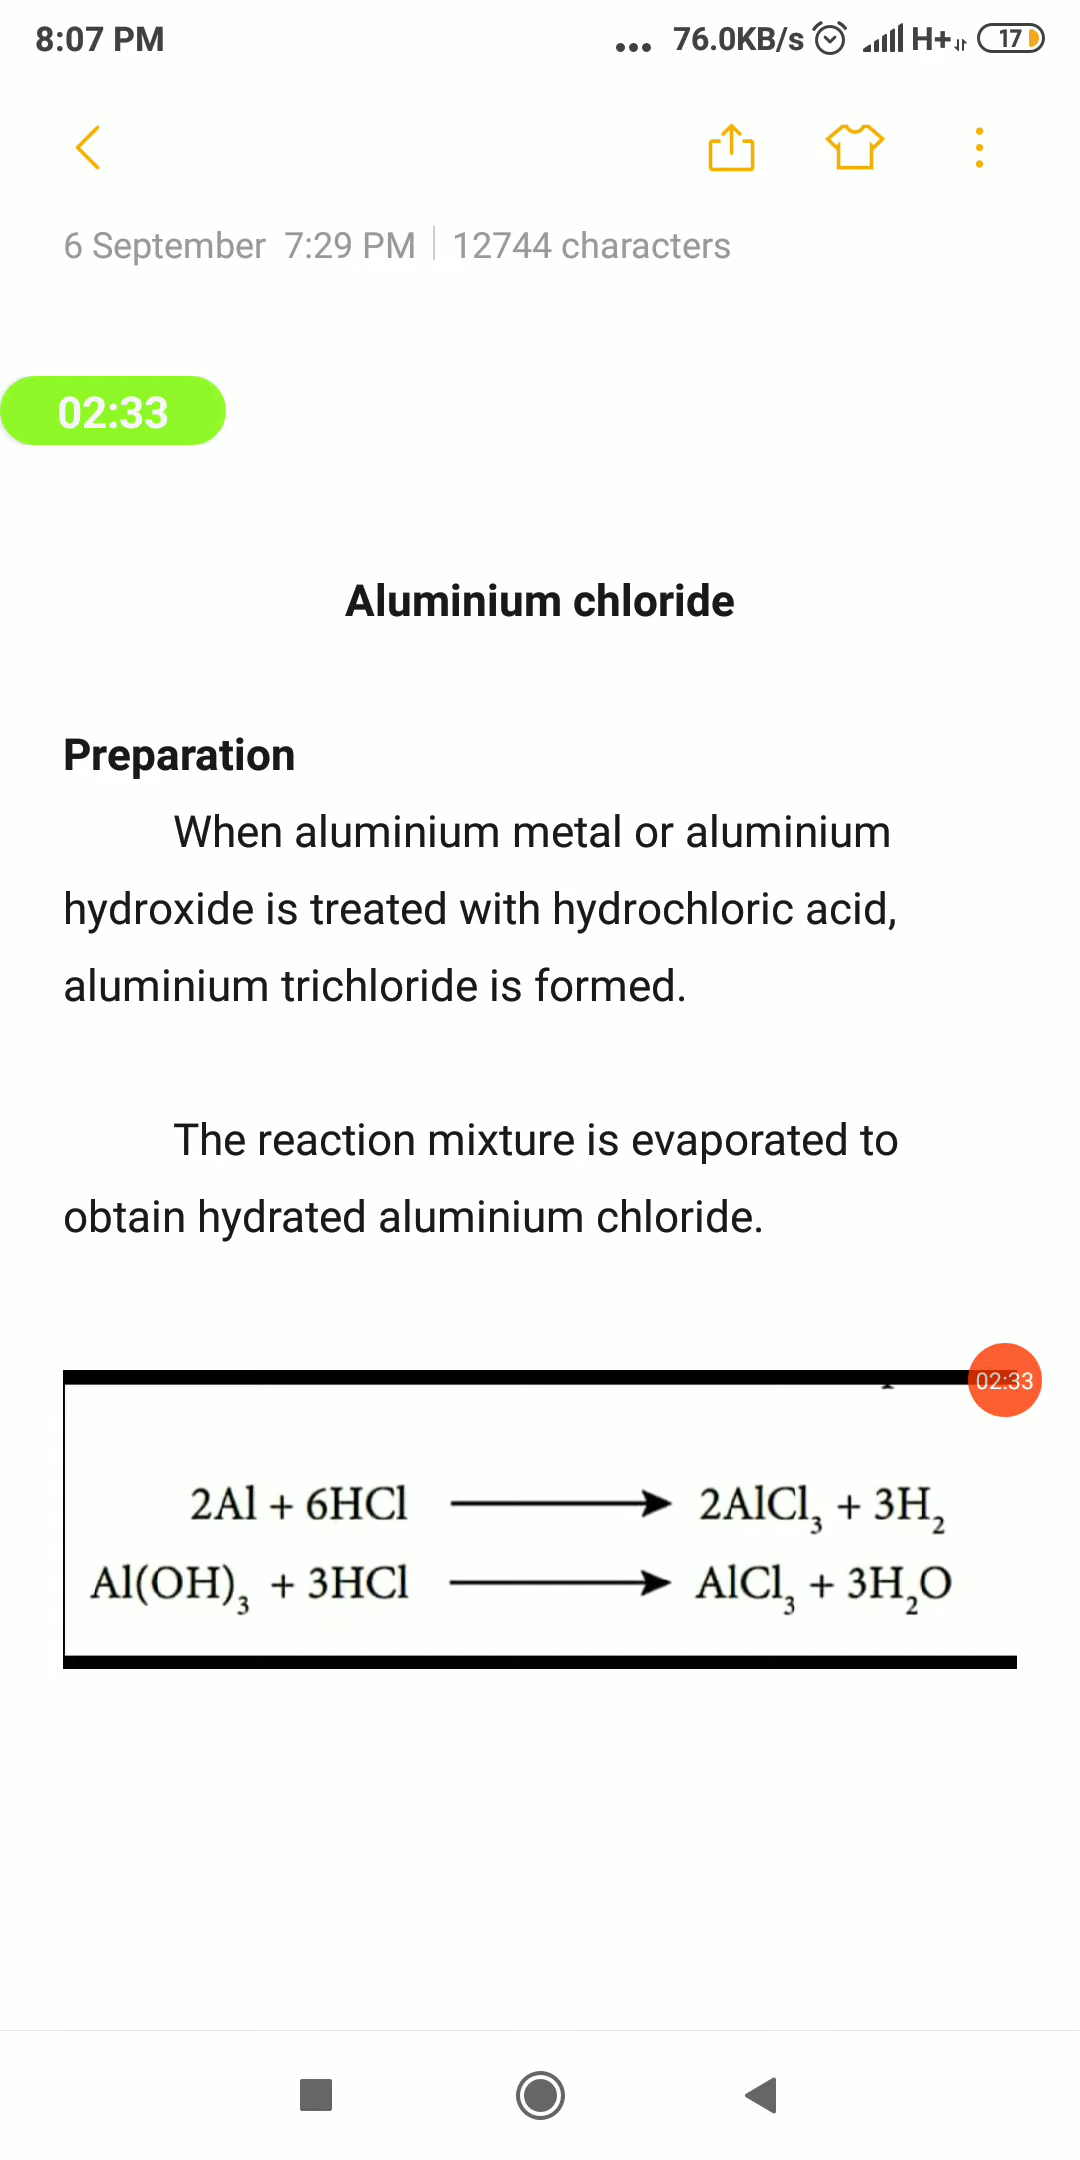 8:07 PM
... 76.0KB/s H+ 17
6 September 7:29 PM | 12744 characters
02:33
Aluminium chloride
Preparation
When aluminium metal or aluminium
hydroxide is treated with hydrochloric acid,
aluminium trichloride is formed.
The reaction mixture is evaporated to
obtain hydrated aluminium chloride.
02:33
2Al + 6HCl ⟶ 2AlCl₃ + 3H₂
Al(OH)₃ + 3HCl ⟶ AlCl₃ + 3H₂O